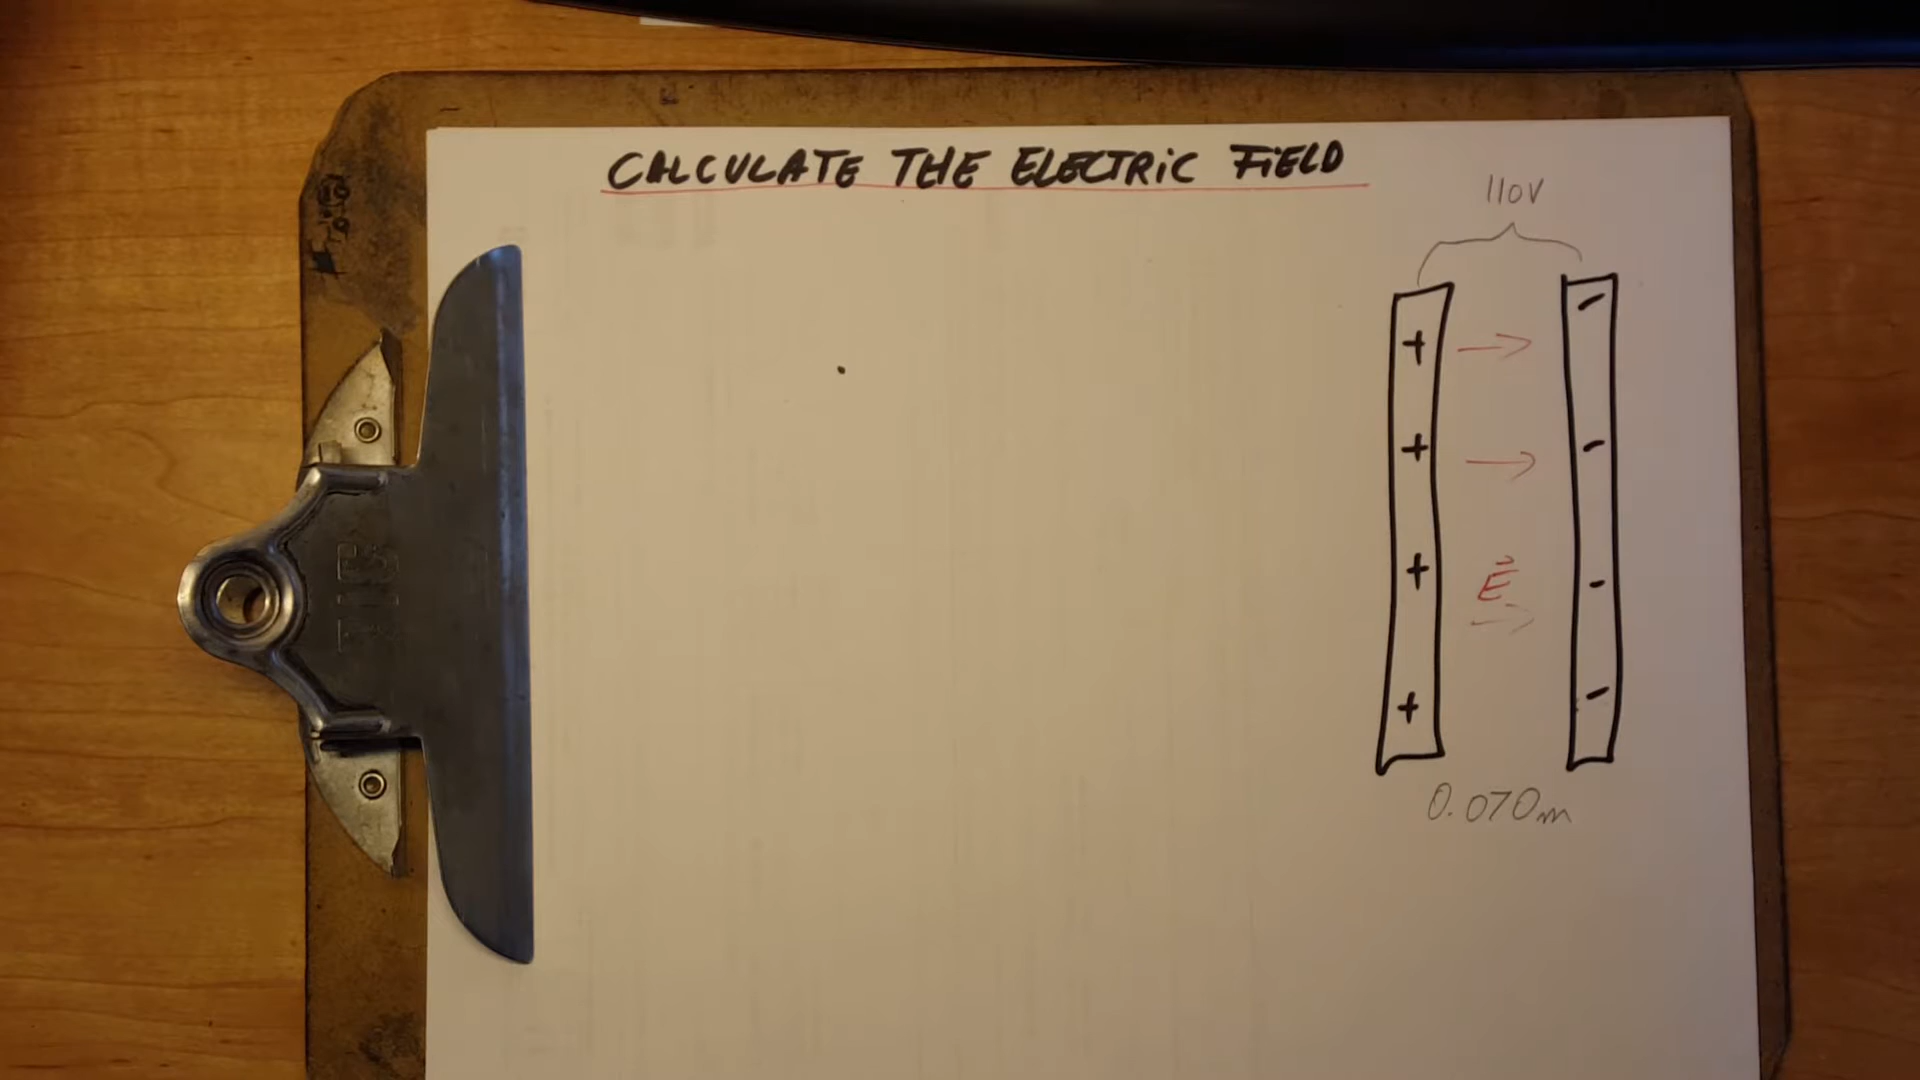 CALCULATE THE ELECTRIC FIELD
110V
+ -
+ -
+ -
E
+ -
0.070m